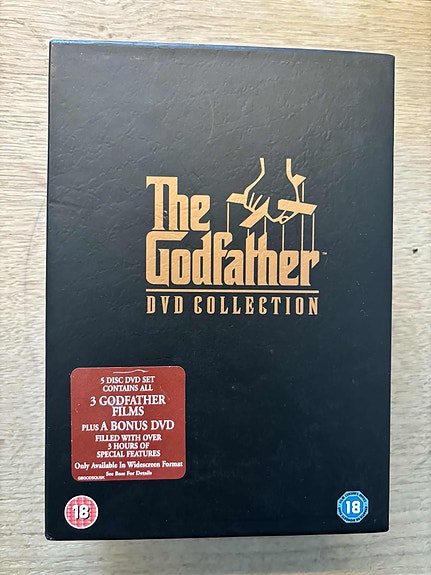 The
Godfather
TM
DVD COLLECTION
5 DISC DVD SET
CONTAINS ALL
3 GODFATHER
FILMS
PLUS A BONUS DVD
FILLED WITH OVER
3 HOURS OF
SPECIAL FEATURES
Only Available In Widescreen Format
See Base For Details
18
18